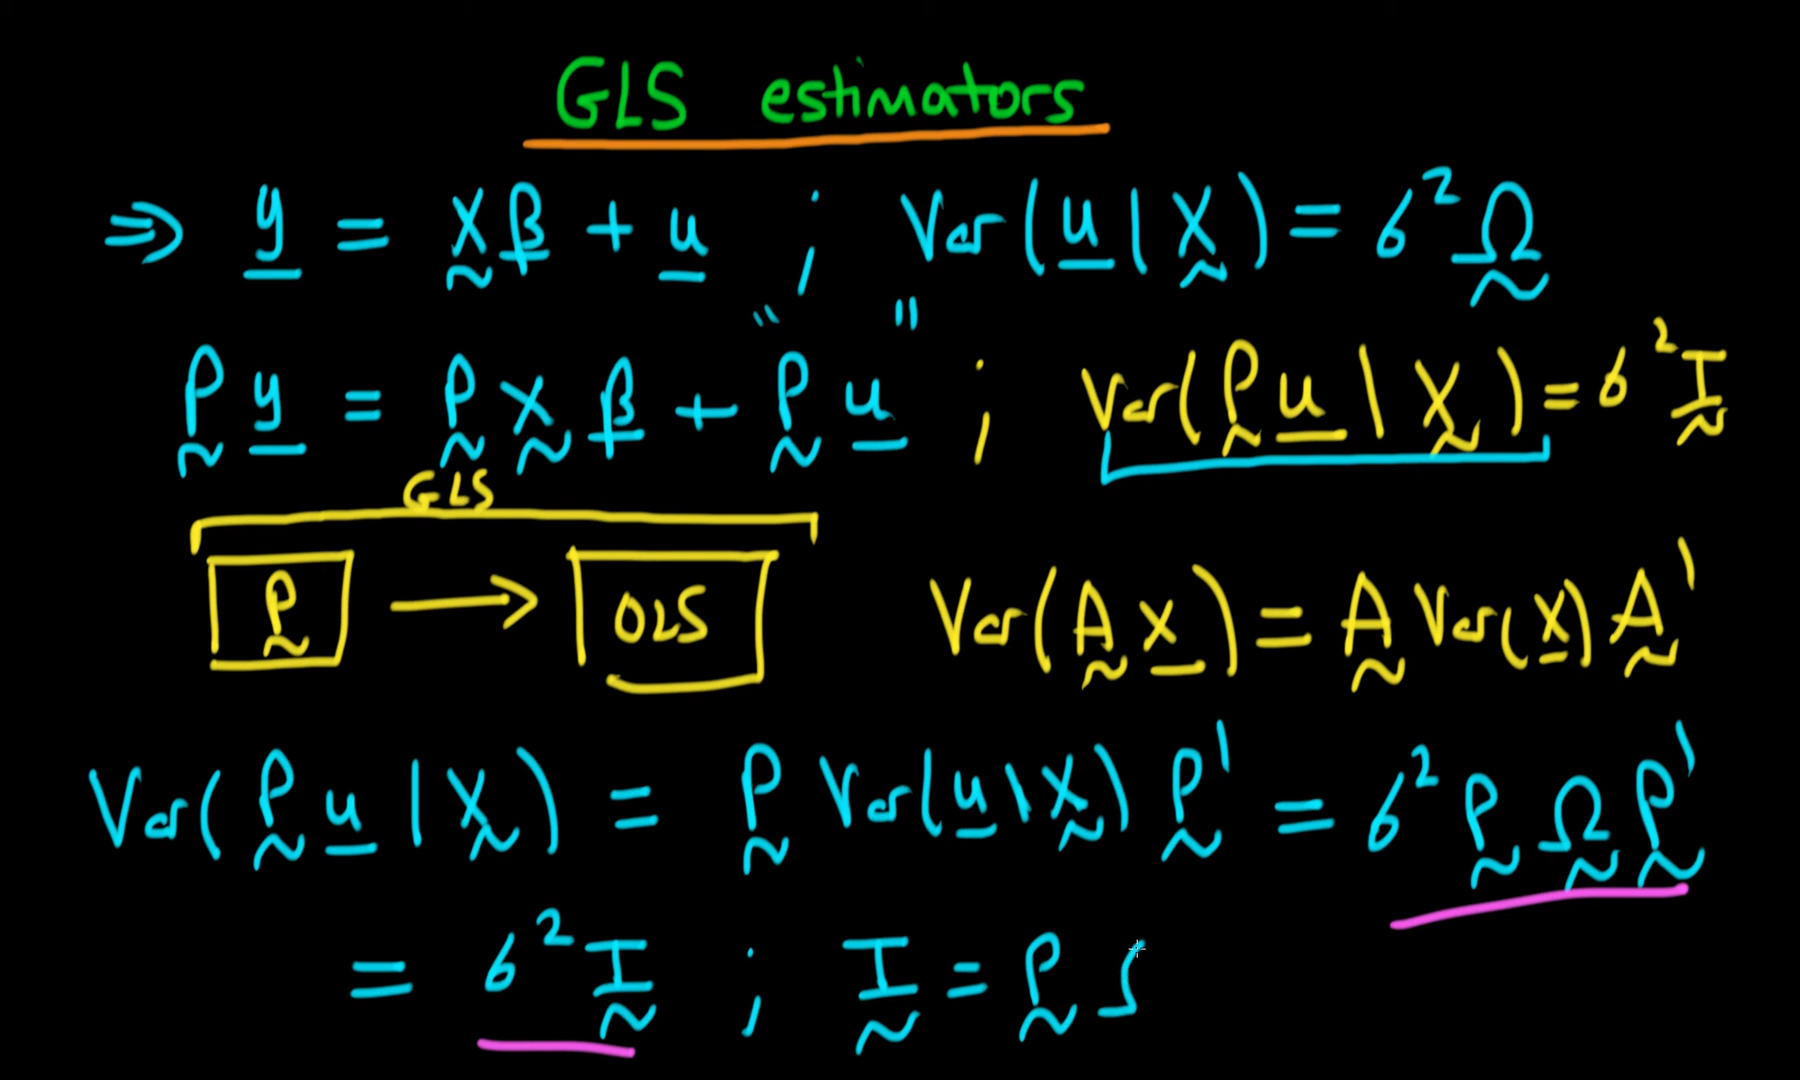 GLS estimators
⇒ y = Xβ + u ; Var(u|X) = σ²Ω
Py = PXβ + "Pu" ; Var(Pu|X) = σ²I
GLS
P → OLS
Var(Ax) = A Var(x) A'
Var(Pu|X) = P Var(u|X) P' = σ²PΩP'
= σ²I ; I = P